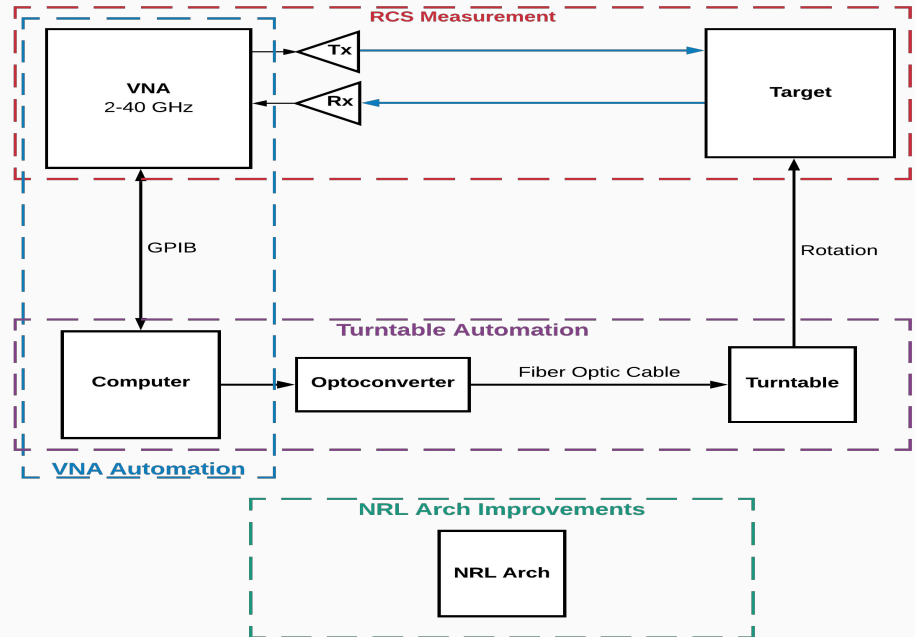 RCS Measurement
VNA
2-40 GHz
Tx
Rx
Target
GPIB
Rotation
Turntable Automation
Computer
Optoconverter
Fiber Optic Cable
Turntable
VNA Automation
NRL Arch Improvements
NRL Arch